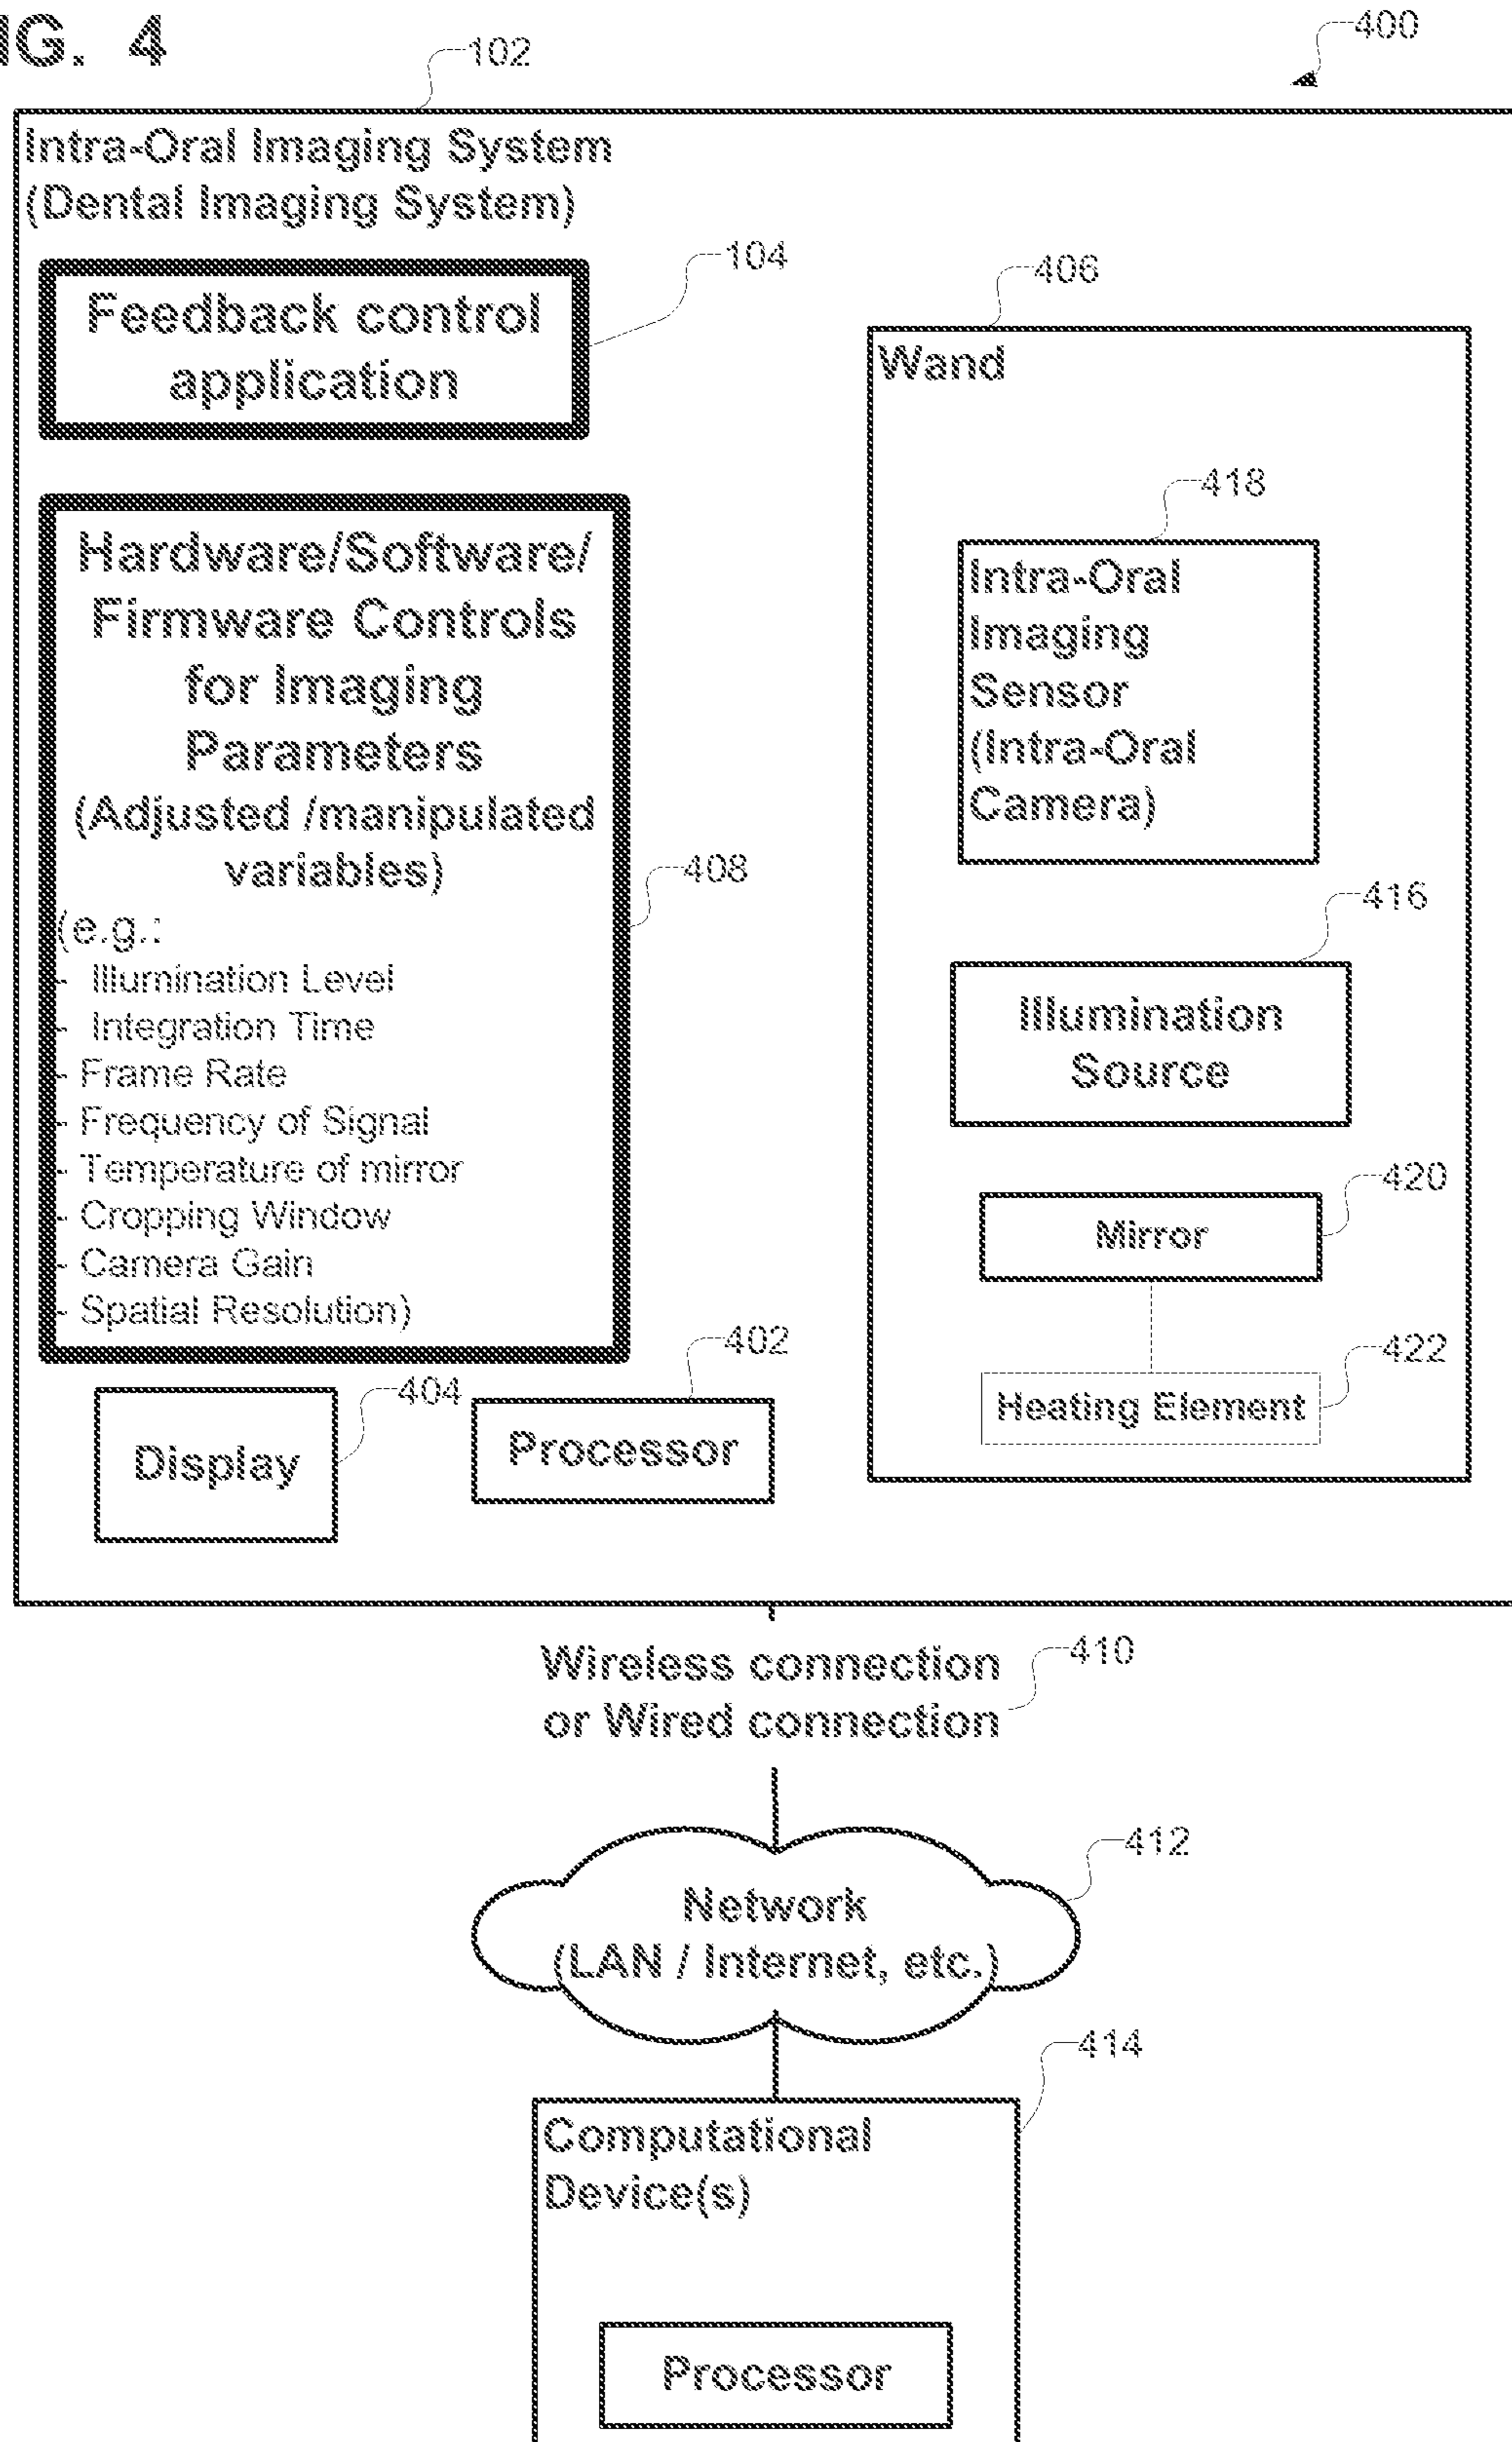 IG. 4
400
102
Intra-Oral Imaging System
(Dental Imaging System)
104
Feedback control
application
406
Wand
418
Intra-Oral
Imaging
Sensor
(Intra-Oral
Camera)
Hardware/Software/
Firmware Controls
for Imaging
Parameters
(Adjusted /manipulated
variables)
408
(e.g.:
- Illumination Level
- Integration Time
- Frame Rate
- Frequency of Signal
- Temperature of mirror
- Cropping Window
- Camera Gain
- Spatial Resolution)
416
Illumination
Source
420
Mirror
422
Heating Element
404
Display
402
Processor
Wireless connection
or Wired connection
410
412
Network
(LAN / Internet, etc.)
414
Computational
Device(s)
Processor